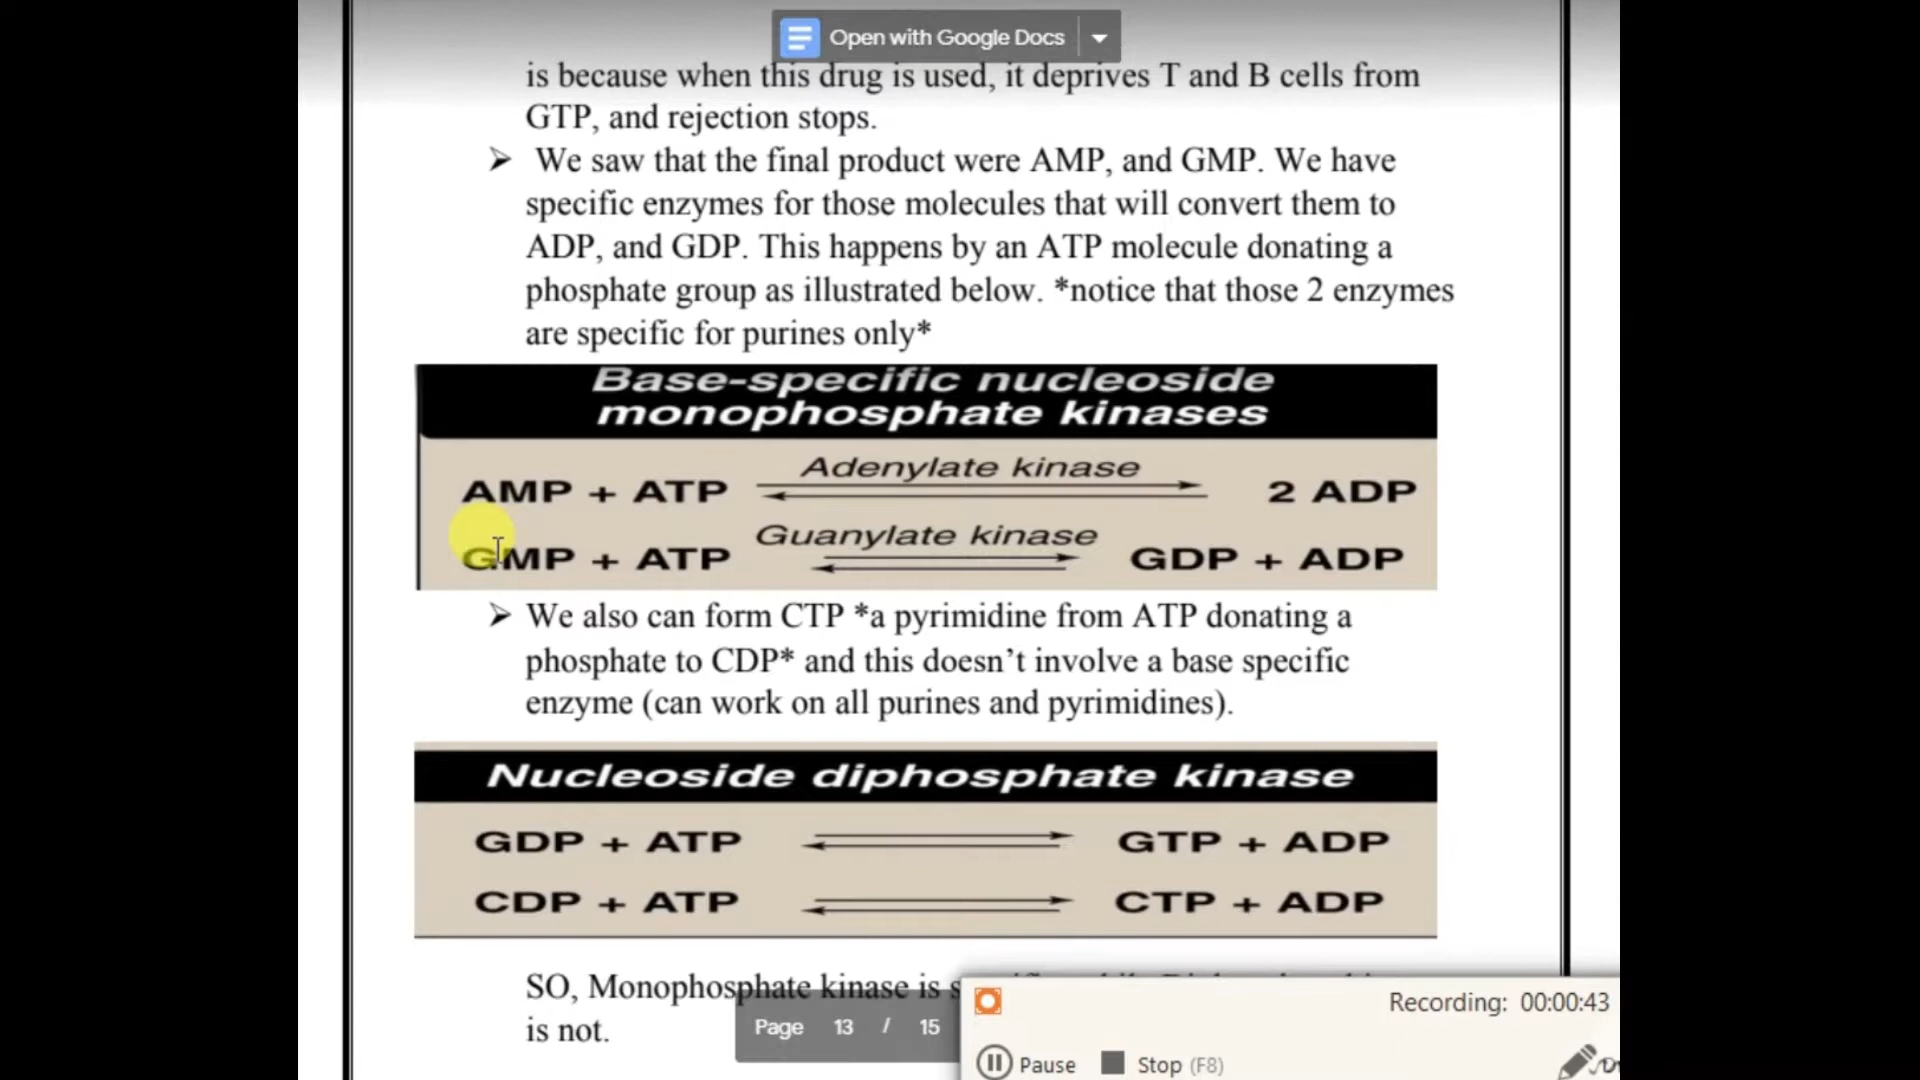 Open with Google Docs
is because when this drug is used, it deprives T and B cells from
GTP, and rejection stops.
➢ We saw that the final product were AMP, and GMP. We have
specific enzymes for those molecules that will convert them to
ADP, and GDP. This happens by an ATP molecule donating a
phosphate group as illustrated below. *notice that those 2 enzymes
are specific for purines only*
Base-specific nucleoside
monophosphate kinases
Adenylate kinase
AMP + ATP 2 ADP
Guanylate kinase
GMP + ATP GDP + ADP
➢ We also can form CTP *a pyrimidine from ATP donating a
phosphate to CDP* and this doesn’t involve a base specific
enzyme (can work on all purines and pyrimidines).
Nucleoside diphosphate kinase
GDP + ATP GTP + ADP
CDP + ATP CTP + ADP
SO, Monophosphate kinase is
is not.
Page 13 / 15
Recording: 00:00:43
Pause Stop (F8)